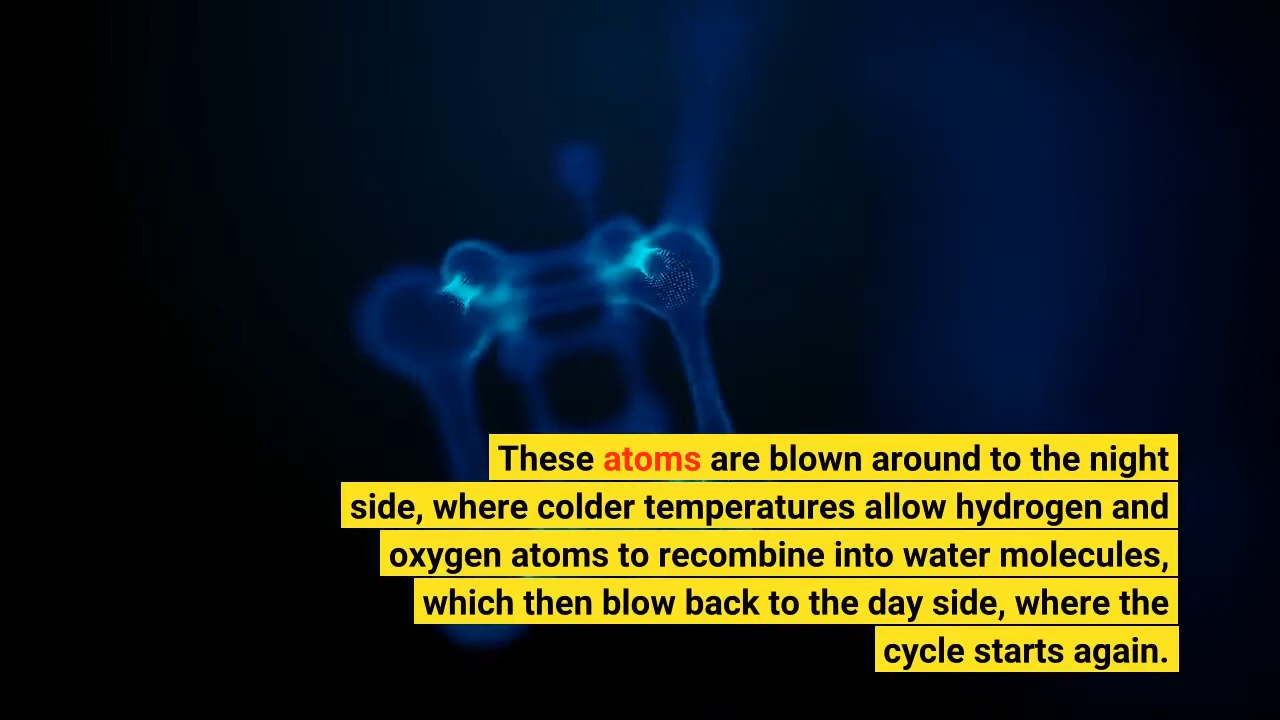 These atoms are blown around to the night
side, where colder temperatures allow hydrogen and
oxygen atoms to recombine into water molecules,
which then blow back to the day side, where the
cycle starts again.